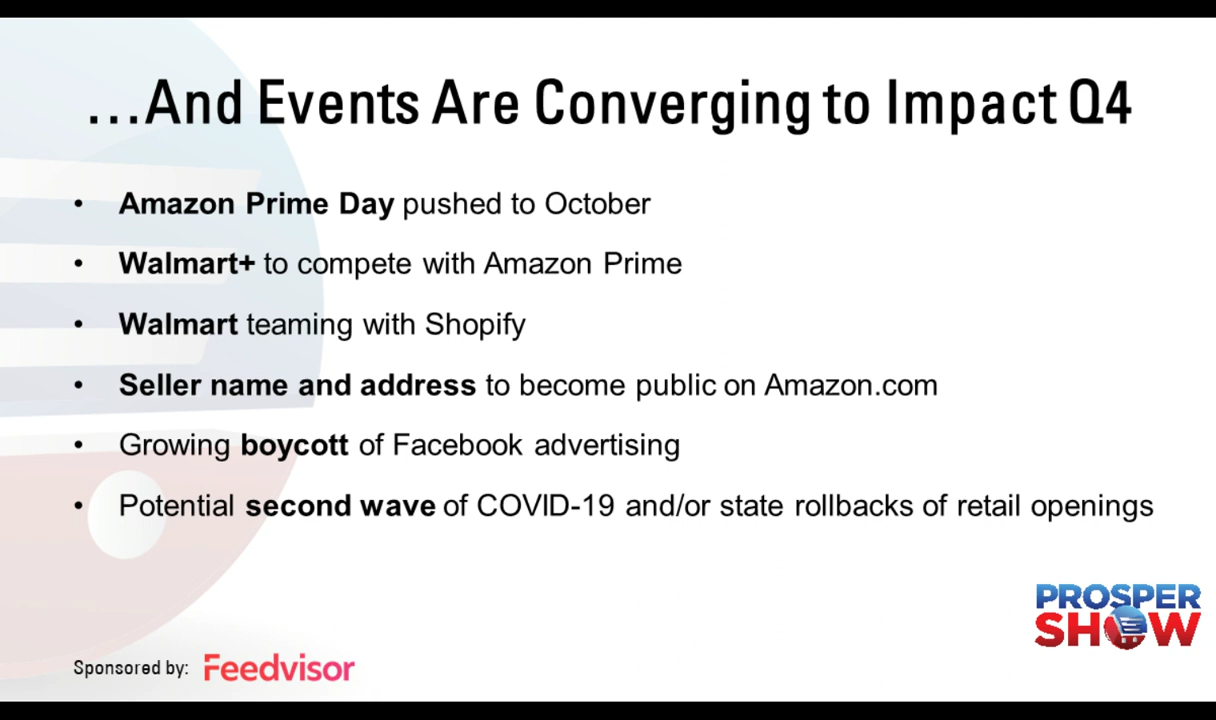 ...And Events Are Converging to Impact Q4
• Amazon Prime Day pushed to October
• Walmart+ to compete with Amazon Prime
• Walmart teaming with Shopify
• Seller name and address to become public on Amazon.com
• Growing boycott of Facebook advertising
• Potential second wave of COVID-19 and/or state rollbacks of retail openings
PROSPER
SHOW
Sponsored by: Feedvisor